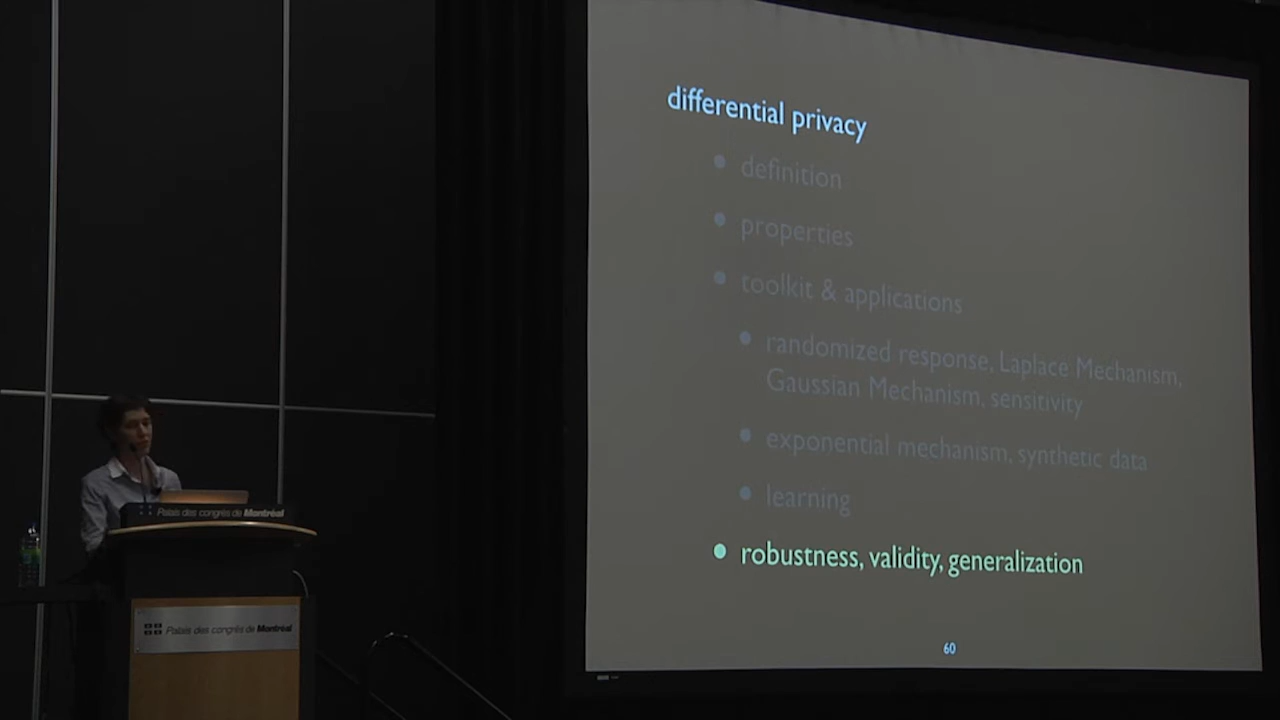 differential privacy
definition
properties
toolkit & applications
randomized response, Laplace Mechanism,
Gaussian Mechanism, sensitivity
exponential mechanism, synthetic data
learning
robustness, validity, generalization
60
Palais des congrès de Montréal
Palais des congrès de Montréal